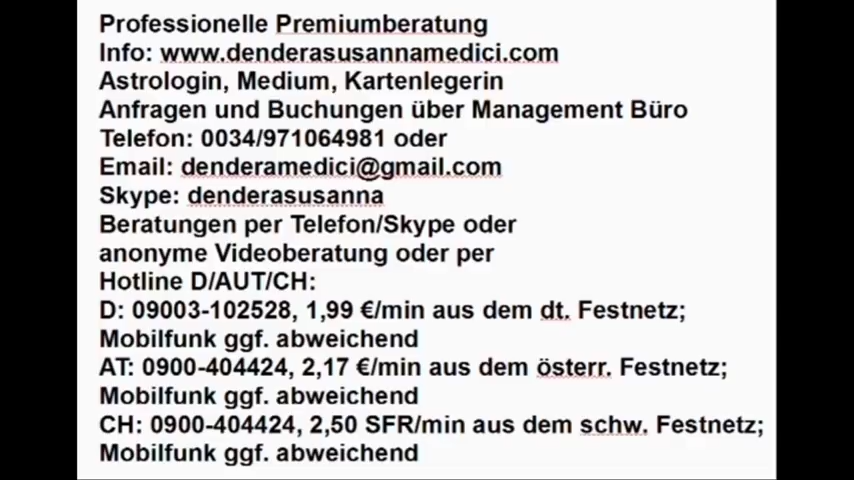 Professionelle Premiumberatung
Info: www.denderasusannamedici.com
Astrologin, Medium, Kartenlegerin
Anfragen und Buchungen über Management Büro
Telefon: 0034/971064981 oder
Email: denderamedici@gmail.com
Skype: denderasusanna
Beratungen per Telefon/Skype oder
anonyme Videoberatung oder per
Hotline D/AUT/CH:
D: 09003-102528, 1,99 €/min aus dem dt. Festnetz;
Mobilfunk ggf. abweichend
AT: 0900-404424, 2,17 €/min aus dem österr. Festnetz;
Mobilfunk ggf. abweichend
CH: 0900-404424, 2,50 SFR/min aus dem schw. Festnetz;
Mobilfunk ggf. abweichend